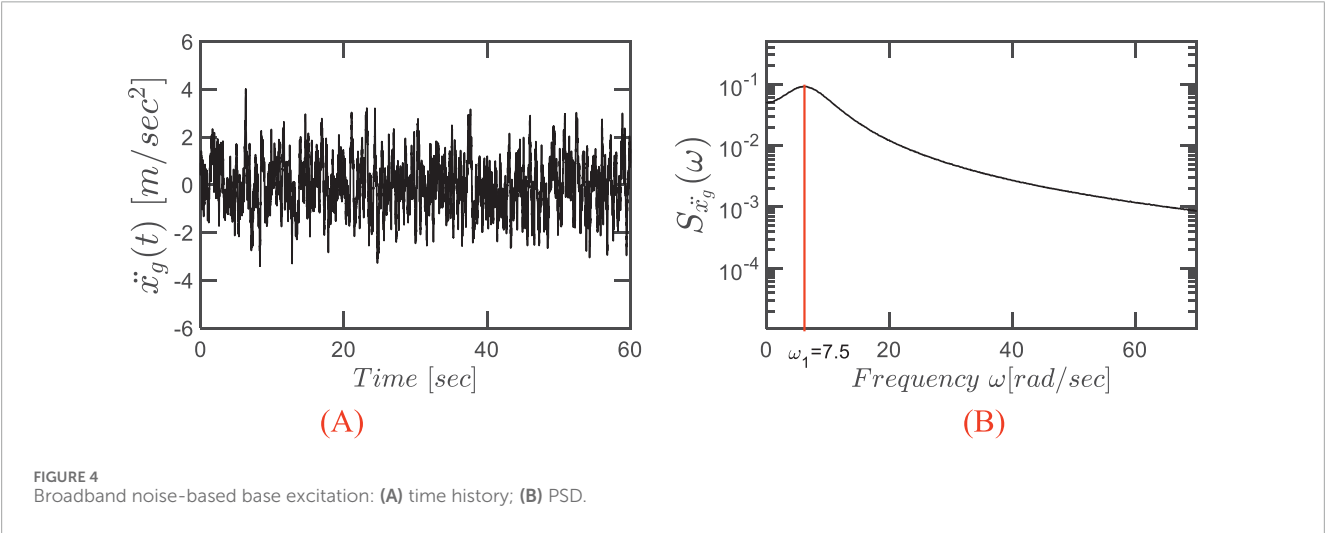 6
4
2
0
-2
-4
-6
ẍ_g(t) [m/sec²]
0 20 40 60
Time [sec]
(A)
10⁻¹
10⁻²
10⁻³
10⁻⁴
S_ẍ_g(ω)
0 ω₁=7.5 20 40 60
Frequency ω[rad/sec]
(B)
FIGURE 4
Broadband noise-based base excitation: (A) time history; (B) PSD.